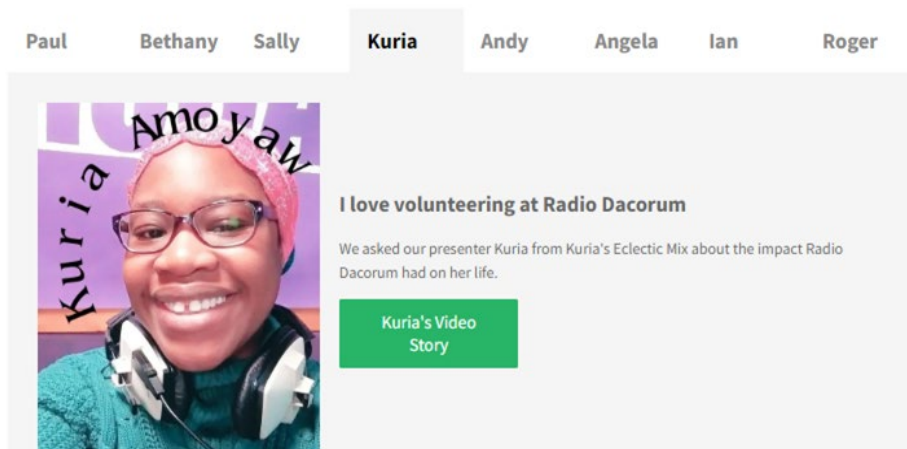 Paul Bethany Sally Kuria Andy Angela Ian Roger
Kuria Amoyaw
I love volunteering at Radio Dacorum
We asked our presenter Kuria from Kuria's Eclectic Mix about the impact Radio
Dacorum had on her life.
Kuria's Video
Story